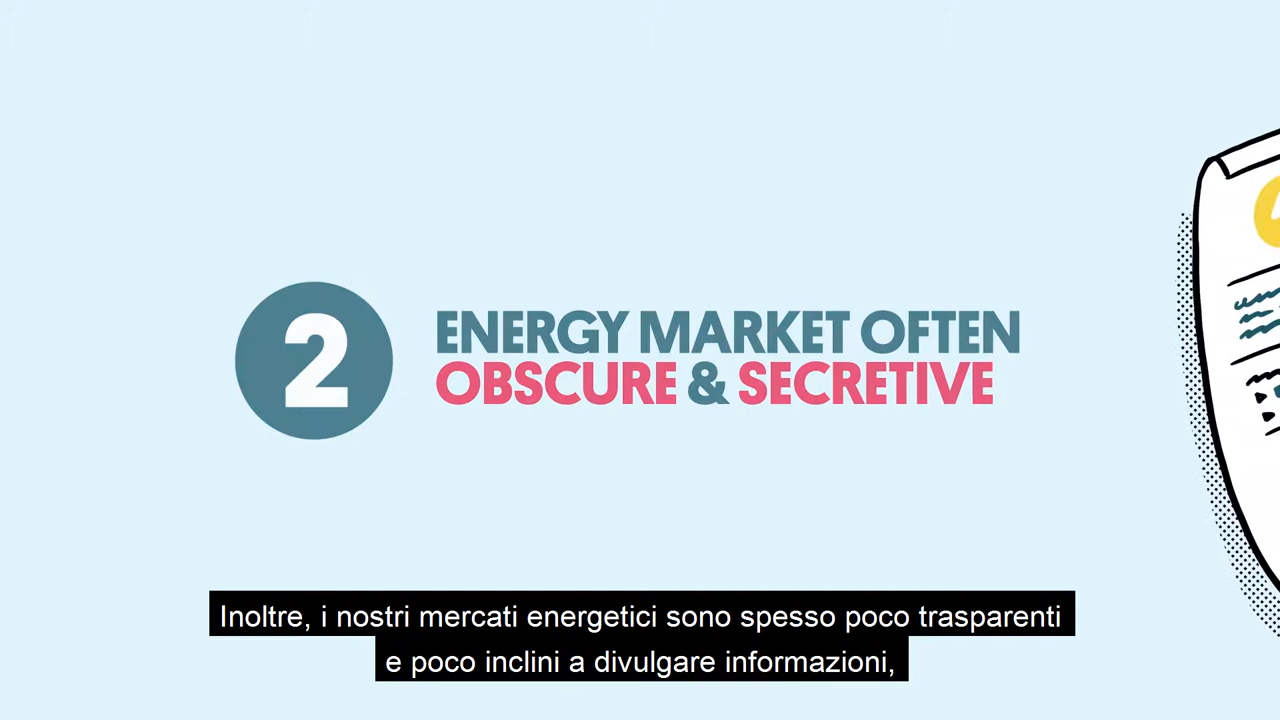 2
ENERGY MARKET OFTEN
OBSCURE & SECRETIVE
Inoltre, i nostri mercati energetici sono spesso poco trasparenti
e poco inclini a divulgare informazioni,